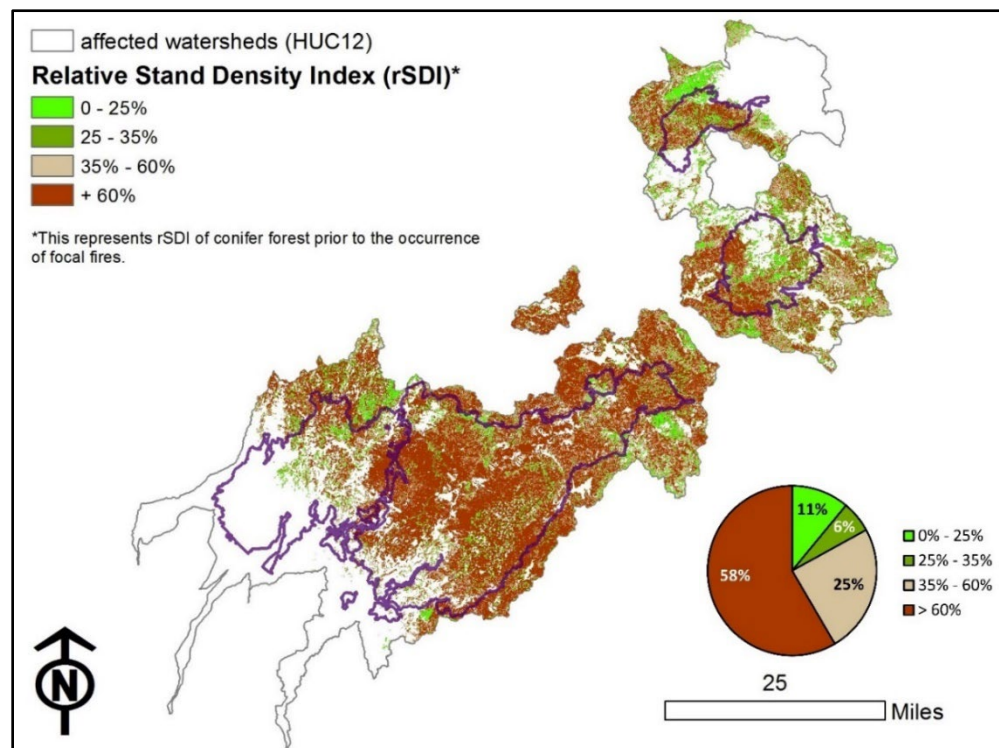 affected watersheds (HUC12)
Relative Stand Density Index (rSDI)*
0 - 25%
25 - 35%
35% - 60%
+ 60%
*This represents rSDI of conifer forest prior to the occurrence
of focal fires.
11%
6%
25%
58%
0% - 25%
25% - 35%
35% - 60%
> 60%
N
25
Miles